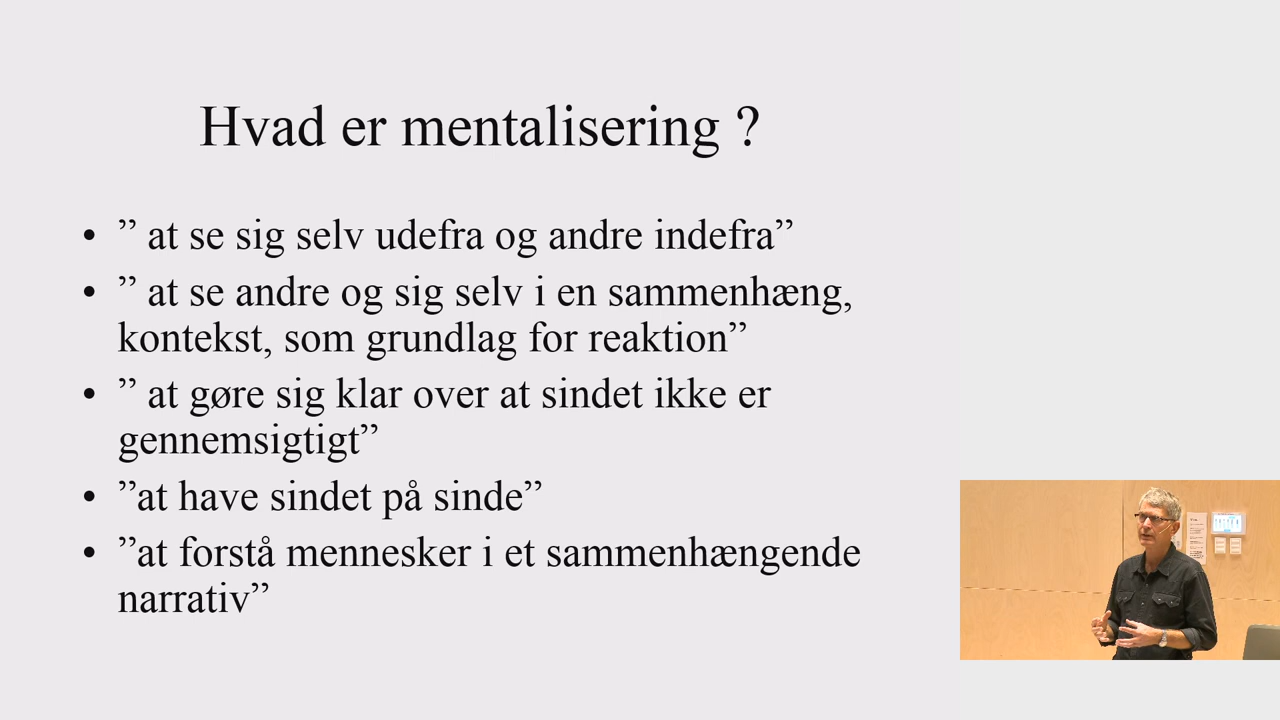 Hvad er mentalisering ?
• ” at se sig selv udefra og andre indefra”
• ” at se andre og sig selv i en sammenhæng,
kontekst, som grundlag for reaktion”
• ” at gøre sig klar over at sindet ikke er
gennemsigtigt”
• ”at have sindet på sinde”
• ”at forstå mennesker i et sammenhængende
narrativ”